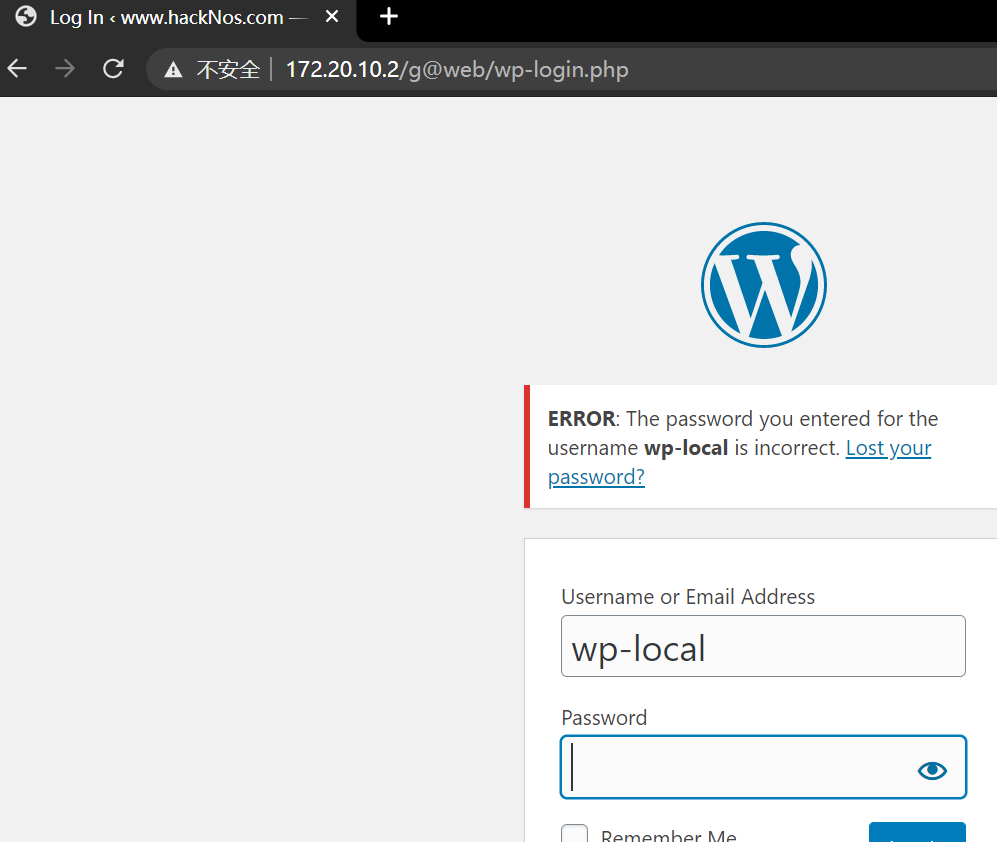 Log In ‹ www.hackNos.com —
不安全 172.20.10.2/g@web/wp-login.php
ERROR: The password you entered for the
username wp-local is incorrect. Lost your
password?
Username or Email Address
wp-local
Password
Remember Me